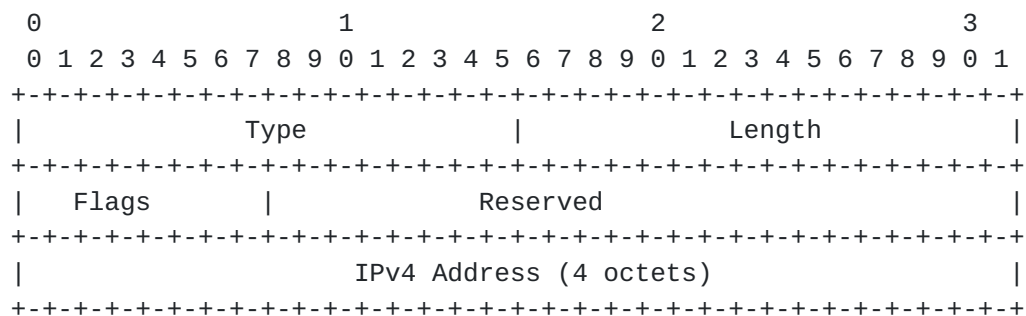 0                   1                   2                   3
 0 1 2 3 4 5 6 7 8 9 0 1 2 3 4 5 6 7 8 9 0 1 2 3 4 5 6 7 8 9 0 1
+-+-+-+-+-+-+-+-+-+-+-+-+-+-+-+-+-+-+-+-+-+-+-+-+-+-+-+-+-+-+-+-+
|              Type             |             Length            |
+-+-+-+-+-+-+-+-+-+-+-+-+-+-+-+-+-+-+-+-+-+-+-+-+-+-+-+-+-+-+-+-+
|   Flags       |             Reserved                          |
+-+-+-+-+-+-+-+-+-+-+-+-+-+-+-+-+-+-+-+-+-+-+-+-+-+-+-+-+-+-+-+-+
|                     IPv4 Address (4 octets)                   |
+-+-+-+-+-+-+-+-+-+-+-+-+-+-+-+-+-+-+-+-+-+-+-+-+-+-+-+-+-+-+-+-+